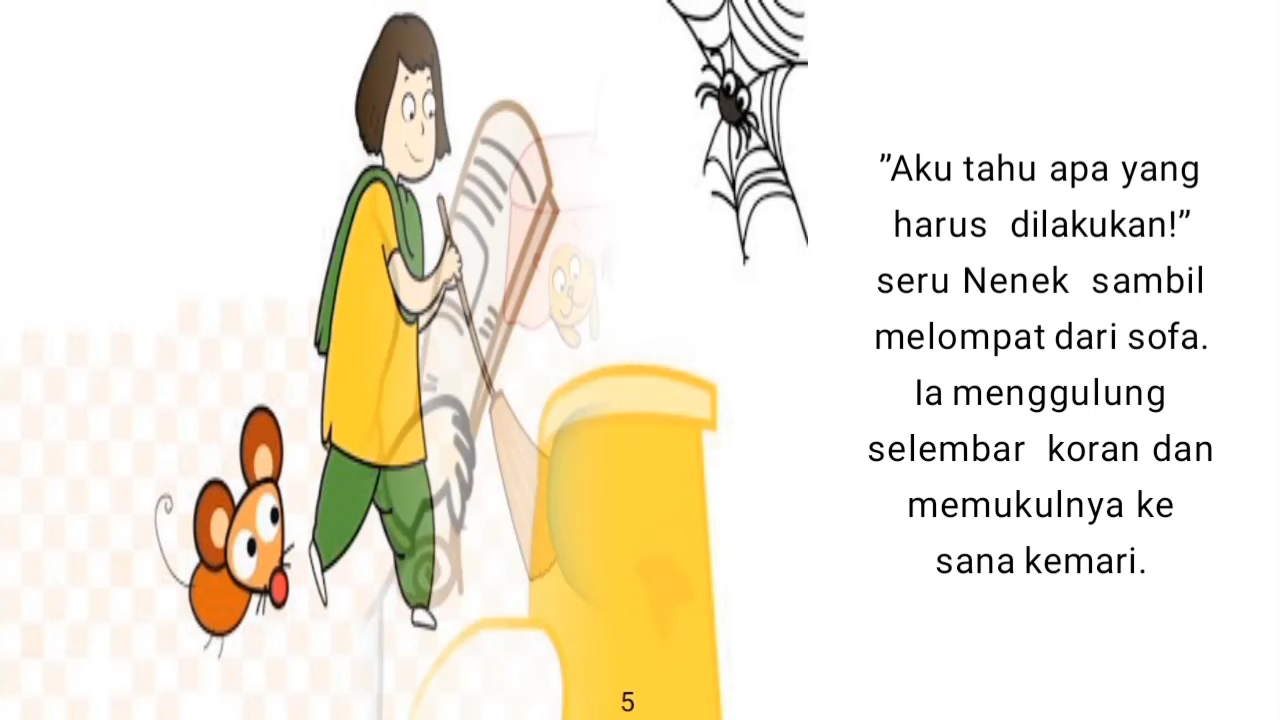 ”Aku tahu apa yang
harus dilakukan!”
seru Nenek sambil
melompat dari sofa.
Ia menggulung
selembar koran dan
memukulnya ke
sana kemari.
5